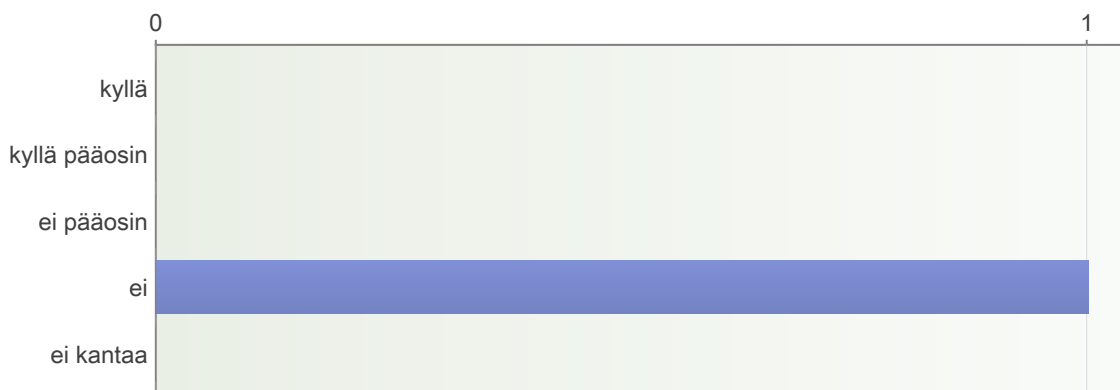 0 1
kyllä
kyllä pääosin
ei pääosin
ei
ei kantaa